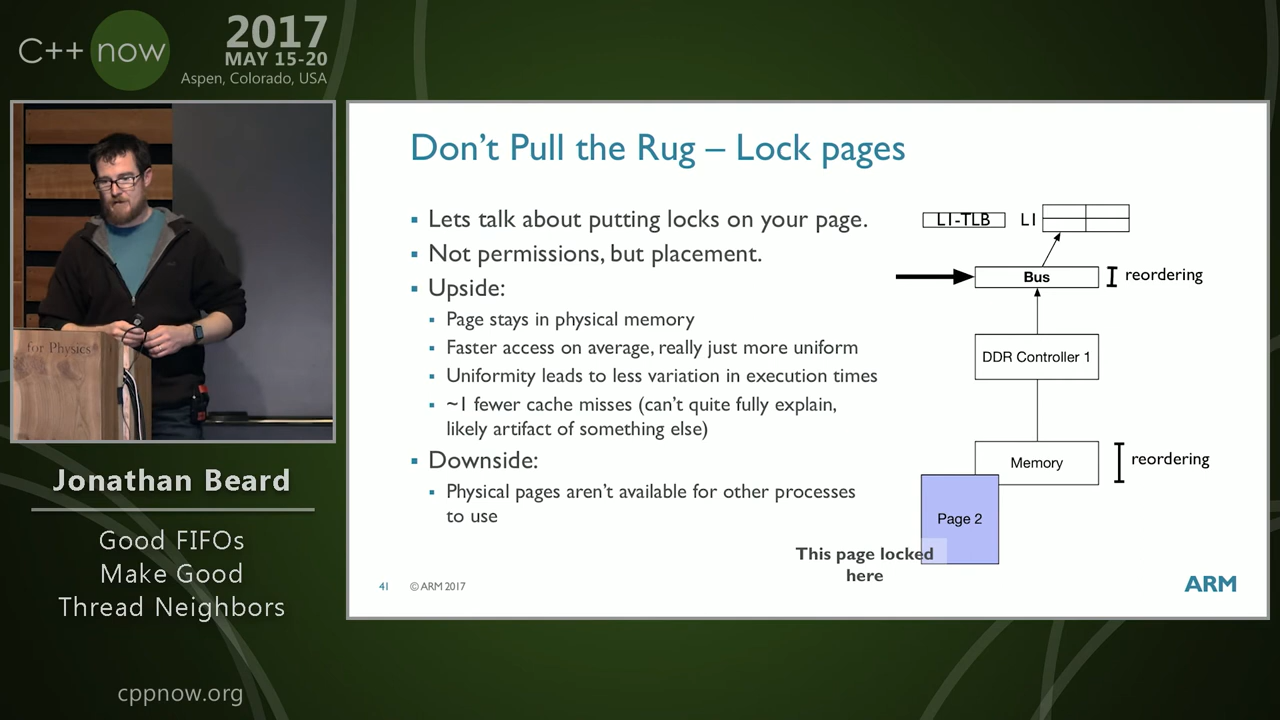 C++ now
2017
MAY 15-20
Aspen, Colorado, USA
for Physics
Jonathan Beard
Good FIFOs
Make Good
Thread Neighbors
cppnow.org
Don't Pull the Rug – Lock pages
Lets talk about putting locks on your page.
Not permissions, but placement.
Upside:
Page stays in physical memory
Faster access on average, really just more uniform
Uniformity leads to less variation in execution times
~1 fewer cache misses (can't quite fully explain,
likely artifact of something else)
Downside:
Physical pages aren't available for other processes
to use
L1-TLB
L1
Bus
reordering
DDR Controller 1
Memory
reordering
Page 2
This page locked
here
41
© ARM 2017
ARM